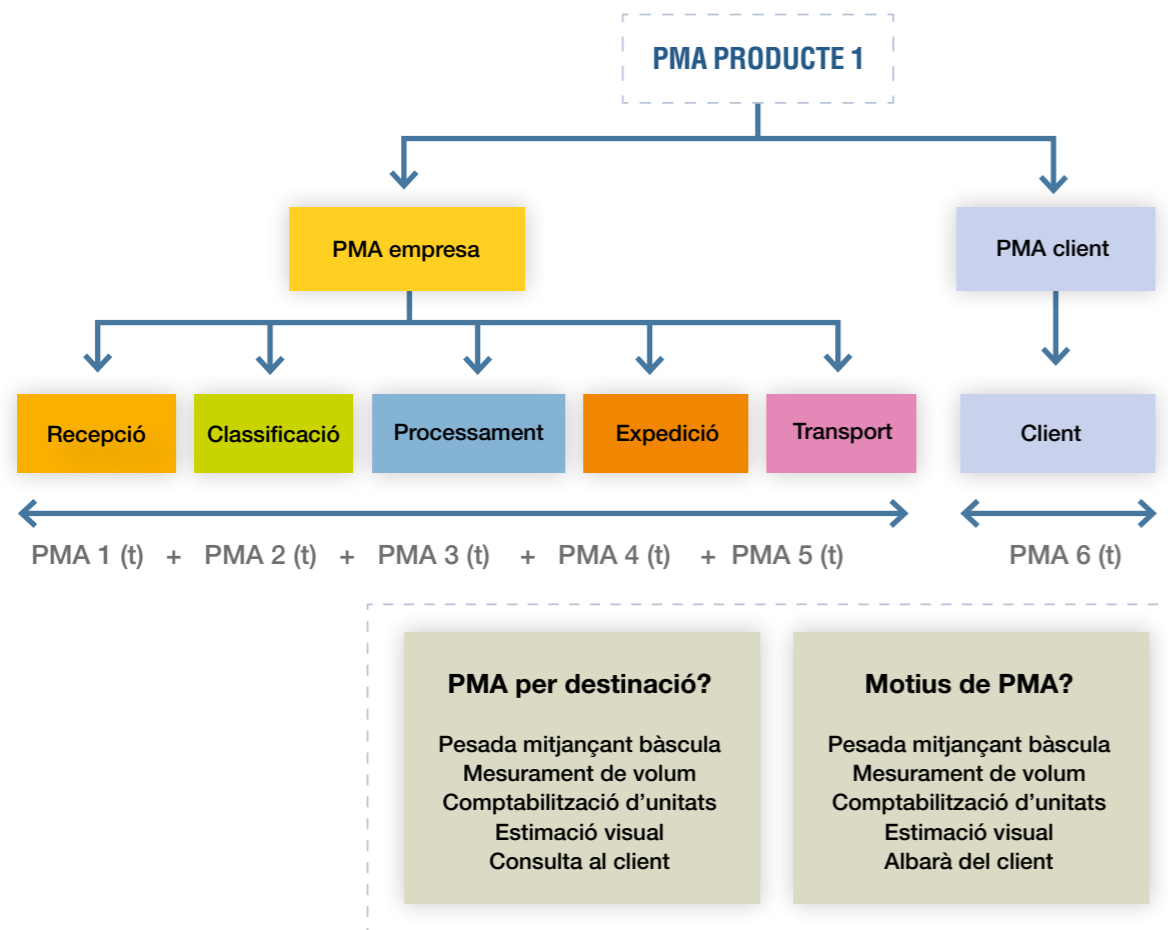 PMA PRODUCTE 1
PMA empresa
PMA client
Recepció
Classificació
Processament
Expedició
Transport
Client
PMA 1 (t) + PMA 2 (t) + PMA 3 (t) + PMA 4 (t) + PMA 5 (t)
PMA 6 (t)
PMA per destinació?
Pesada mitjançant bàscula
Mesurament de volum
Comptabilització d’unitats
Estimació visual
Consulta al client
Motius de PMA?
Pesada mitjançant bàscula
Mesurament de volum
Comptabilització d’unitats
Estimació visual
Albarà del client